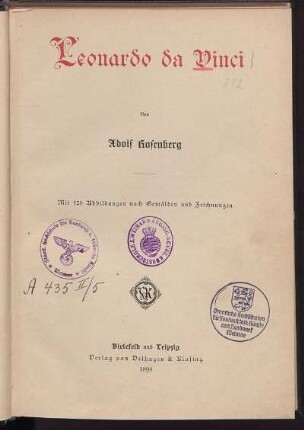 Leonardo da Vinci
Von
Adolf Rosenberg
Mit 128 Abbildungen nach Gemälden und Zeichnungen
A 435 II/5
VK
Bielefeld und Leipzig
Verlag von Velhagen & Klasing
1898